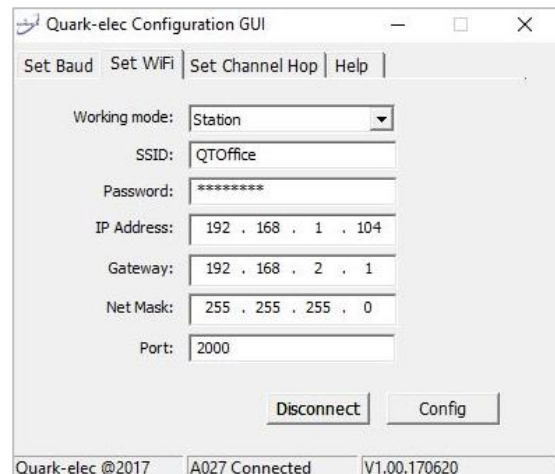 Quark-elec Configuration GUI
Set Baud Set WiFi Set Channel Hop Help
Working mode: Station
SSID: QTOffice
Password: ********
IP Address: 192 . 168 . 1 . 104
Gateway: 192 . 168 . 2 . 1
Net Mask: 255 . 255 . 255 . 0
Port: 2000
Disconnect Config
Quark-elec @2017 A027 Connected V1.00.170620